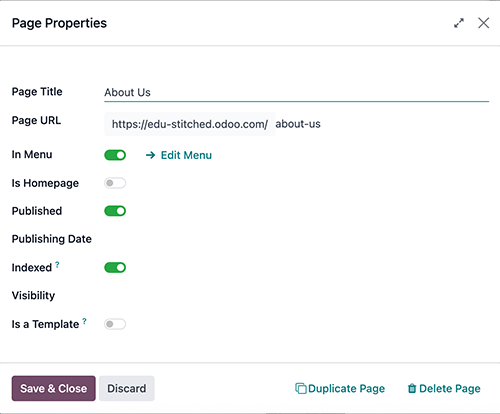 Page Properties
Page Title About Us
Page URL https://edu-stitched.odoo.com/ about-us
In Menu → Edit Menu
Is Homepage
Published
Publishing Date
Indexed ?
Visibility
Is a Template ?
Save & Close Discard Duplicate Page Delete Page